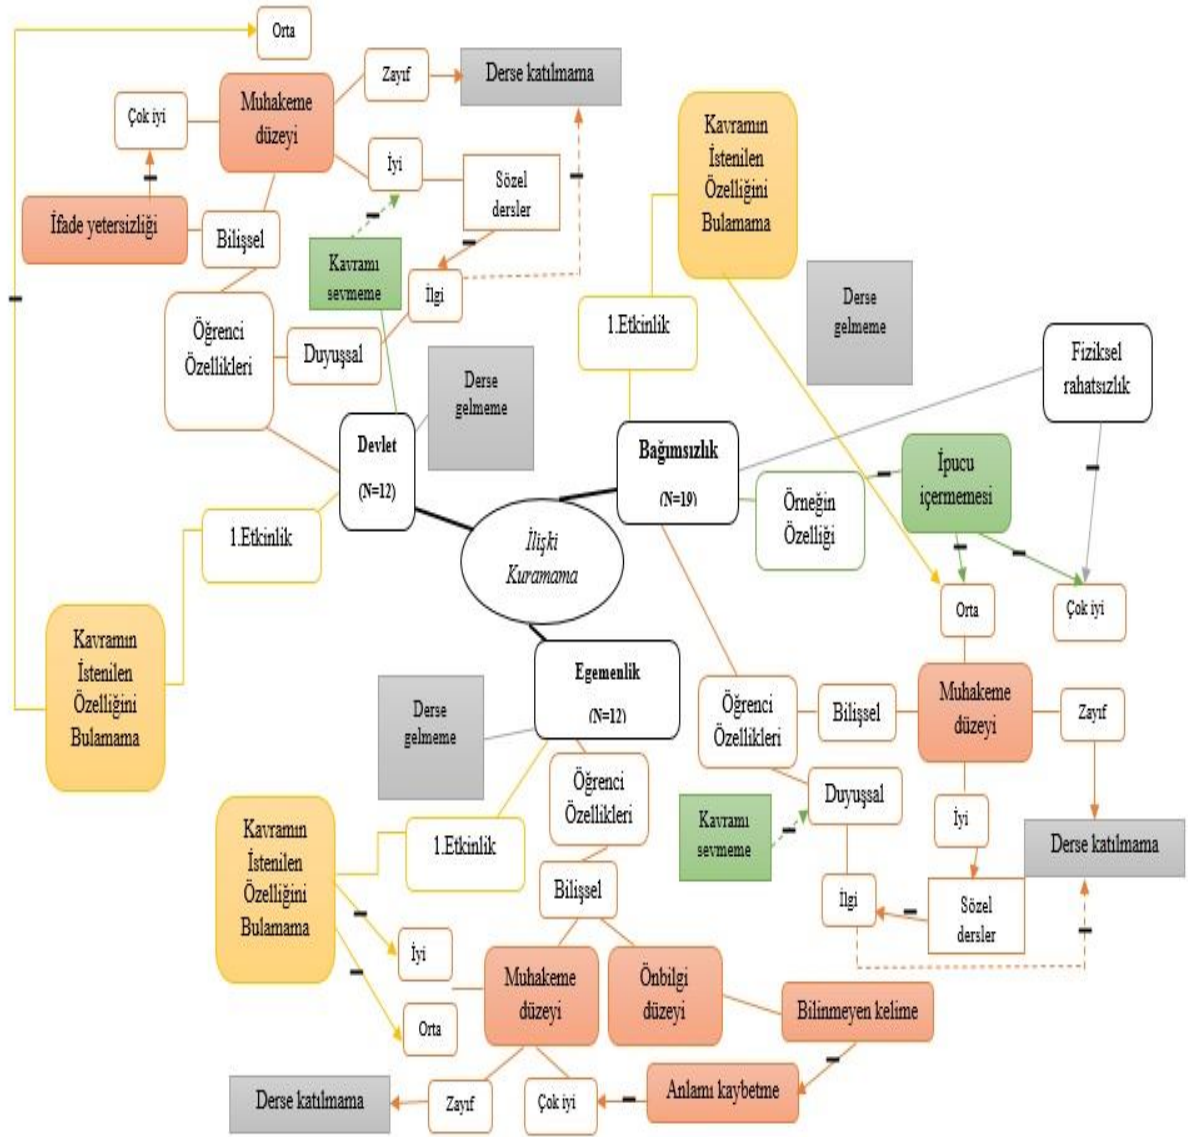 Orta
Zayıf
Derse katılmama
Muhakeme
düzeyi
Çok iyi
İyi
Sözel
dersler
İfade yetersizliği
Bilişsel
Kavramı
sevmeme
İlgi
Öğrenci
Özellikleri
Duyuşsal
Derse
gelmeme
Devlet
(N=12)
1.Etkinlik
Kavramın
İstenilen
Özelliğini
Bulamama
Kavramın
İstenilen
Özelliğini
Bulamama
1.Etkinlik
Derse
gelmeme
Fiziksel
rahatsızlık
Bağımsızlık
(N=19)
Örneğin
Özelliği
İpucu
içermemesi
İlişki
Kuramama
Orta
Çok iyi
Öğrenci
Özellikleri
Bilişsel
Muhakeme
düzeyi
Zayıf
Duyuşsal
Kavramı
sevmeme
İyi
Derse katılmama
İlgi
Sözel
dersler
Egemenlik
(N=12)
Derse
gelmeme
Öğrenci
Özellikleri
1.Etkinlik
Kavramın
İstenilen
Özelliğini
Bulamama
Bilişsel
İyi
Orta
Muhakeme
düzeyi
Önbilgi
düzeyi
Bilinmeyen kelime
Anlamı kaybetme
Çok iyi
Zayıf
Derse katılmama